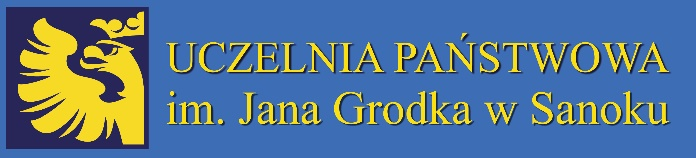 UCZELNIA PAŃSTWOWA
im. Jana Grodka w Sanoku